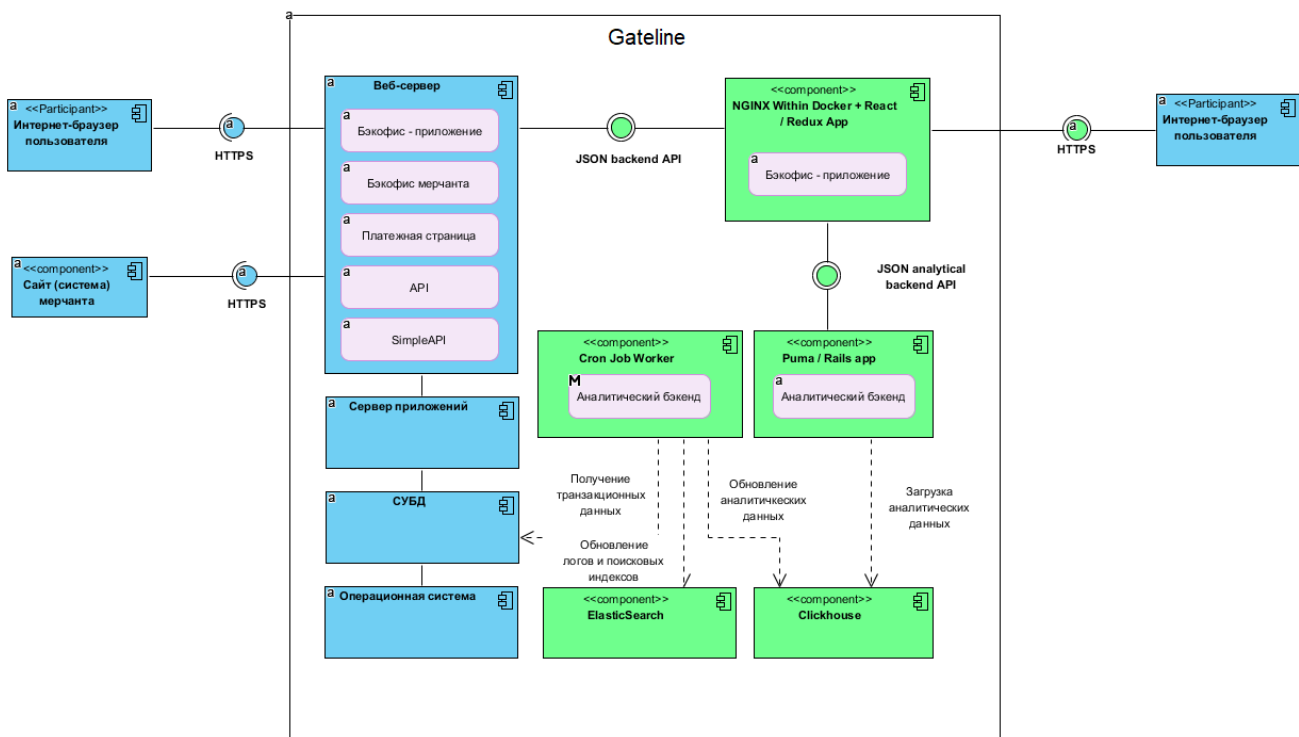 a
Gateline
a
<<Participant>>
Интернет-браузер
пользователя
a
HTTPS
a
<<component>>
Сайт (система)
мерчанта
a
HTTPS
a
Веб-сервер
a
Бэкофис - приложение
a
Бэкофис мерчанта
a
Платежная страница
a
API
a
SimpleAPI
a
Сервер приложений
a
СУБД
a
Операционная система
JSON backend API
<<component>>
NGINX Within Docker + React
/ Redux App
a
Бэкофис - приложение
a
HTTPS
a
<<Participant>>
Интернет-браузер
пользователя
JSON analytical
backend API
<<component>>
Cron Job Worker
M
Аналитический бэкенд
<<component>>
Puma / Rails app
a
Аналитический бэкенд
Получение
транзакционных
данных
Обновление
аналитичкеских
данных
Загрузка
аналитических
данных
Обновление
логов и поисковых
индексов
<<component>>
ElasticSearch
<<component>>
Clickhouse